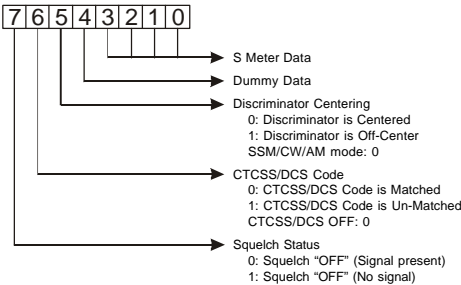 7 6 5 4 3 2 1 0
S Meter Data
Dummy Data
Discriminator Centering
0: Discriminator is Centered
1: Discriminator is Off-Center
SSM/CW/AM mode: 0
CTCSS/DCS Code
0: CTCSS/DCS Code is Matched
1: CTCSS/DCS Code is Un-Matched
CTCSS/DCS OFF: 0
Squelch Status
0: Squelch “OFF” (Signal present)
1: Squelch “OFF” (No signal)